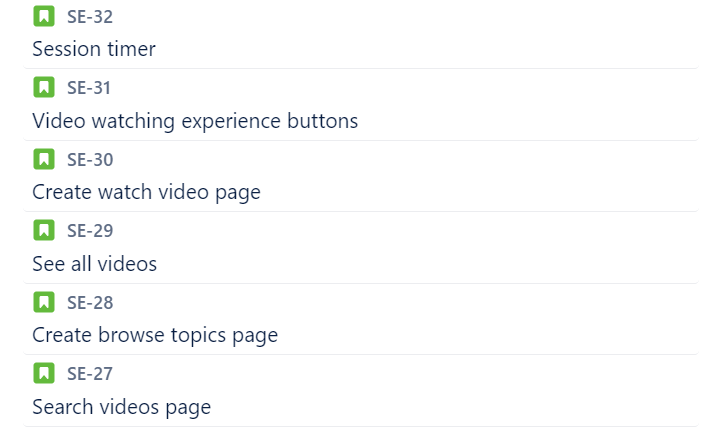 SE-32
Session timer
SE-31
Video watching experience buttons
SE-30
Create watch video page
SE-29
See all videos
SE-28
Create browse topics page
SE-27
Search videos page